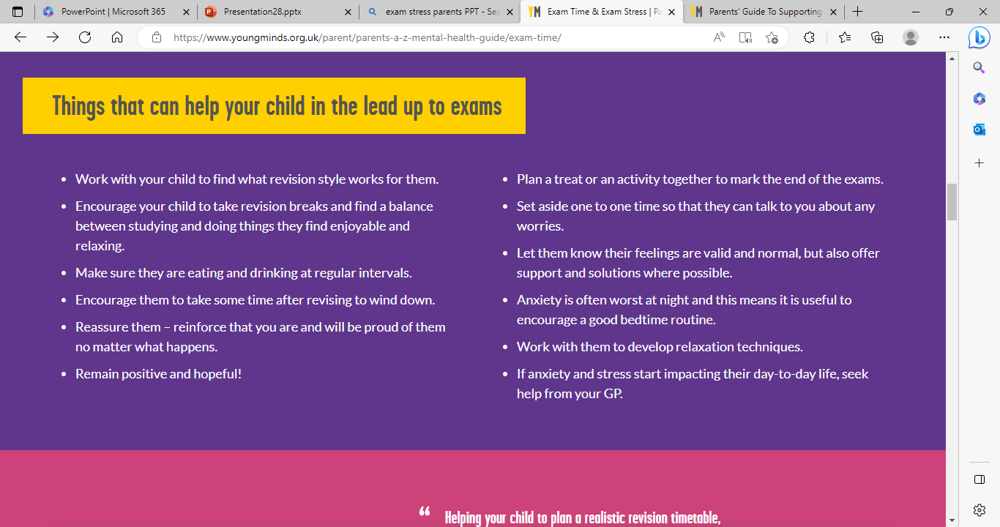 PowerPoint | Microsoft 365
Presentation28.pptx
exam stress parents PPT - Sea
YM Exam Time & Exam Stress | Pa
YM Parents' Guide To Supporting
https://www.youngminds.org.uk/parent/parents-a-z-mental-health-guide/exam-time/
Things that can help your child in the lead up to exams
• Work with your child to find what revision style works for them.
• Encourage your child to take revision breaks and find a balance
between studying and doing things they find enjoyable and
relaxing.
• Make sure they are eating and drinking at regular intervals.
• Encourage them to take some time after revising to wind down.
• Reassure them – reinforce that you are and will be proud of them
no matter what happens.
• Remain positive and hopeful!
• Plan a treat or an activity together to mark the end of the exams.
• Set aside one to one time so that they can talk to you about any
worries.
• Let them know their feelings are valid and normal, but also offer
support and solutions where possible.
• Anxiety is often worst at night and this means it is useful to
encourage a good bedtime routine.
• Work with them to develop relaxation techniques.
• If anxiety and stress start impacting their day-to-day life, seek
help from your GP.
“ Helping your child to plan a realistic revision timetable,